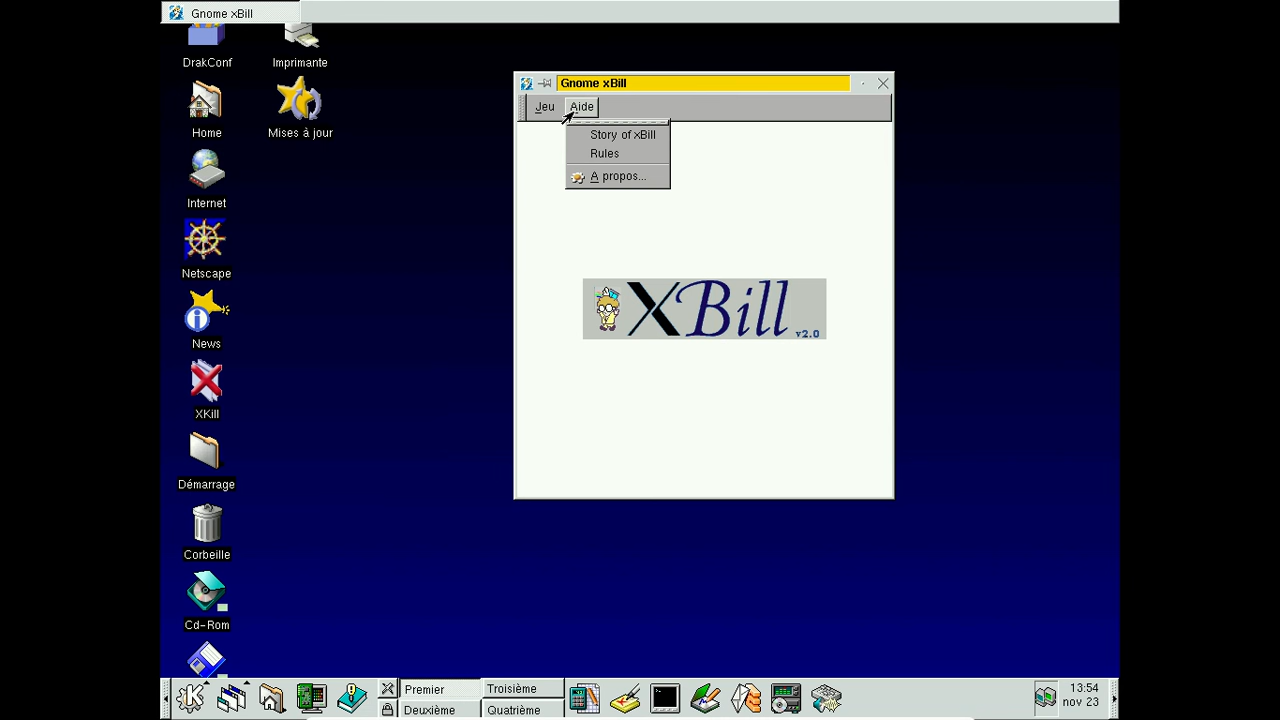 Gnome xBill
DrakConf
Imprimante
Home
Mises à jour
Internet
Netscape
News
XKill
Démarrage
Corbeille
Cd-Rom
Gnome xBill
Jeu Aide
Story of xBill
Rules
A propos...
XBill v2.0
Premier
Troisième
Deuxième
Quatrième
13:54
nov 23